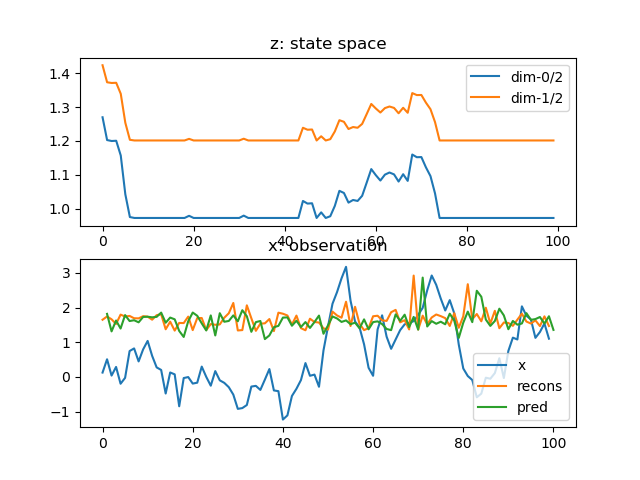 z: state space
1.4
1.3
1.2
1.1
1.0
dim-0/2
dim-1/2
0 20 40 60 80 100
x: observation
3
2
1
0
−1
x
recons
pred
0 20 40 60 80 100